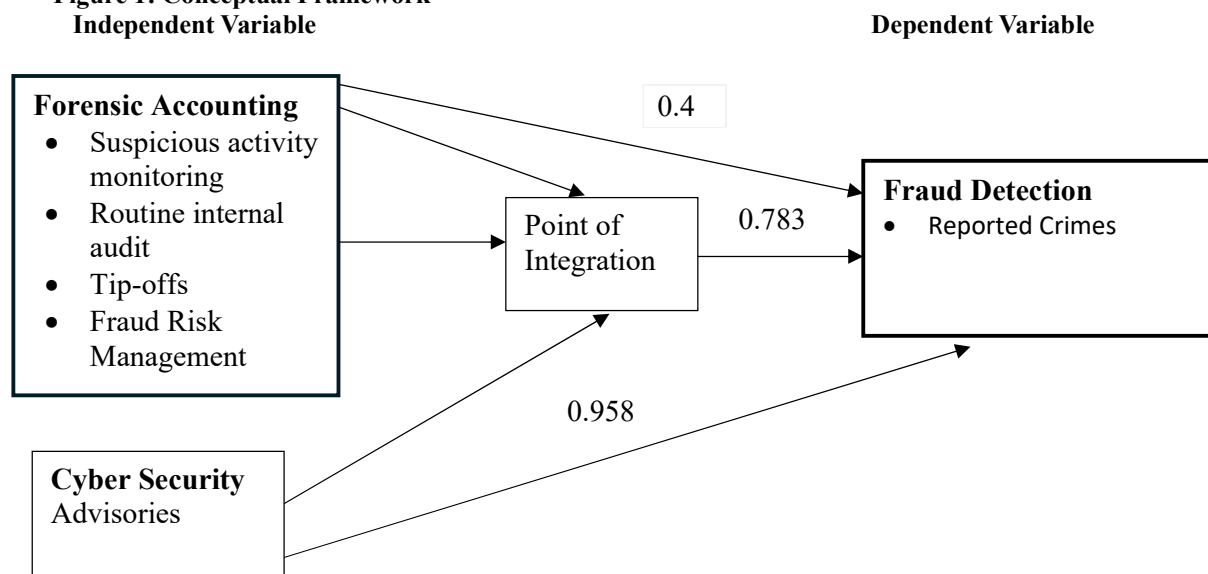 Figure 1: Conceptual Framework
Independent Variable
Dependent Variable
Forensic Accounting
• Suspicious activity
monitoring
• Routine internal
audit
• Tip-offs
• Fraud Risk
Management
0.4
Point of
Integration
0.783
Fraud Detection
• Reported Crimes
0.958
Cyber Security
Advisories